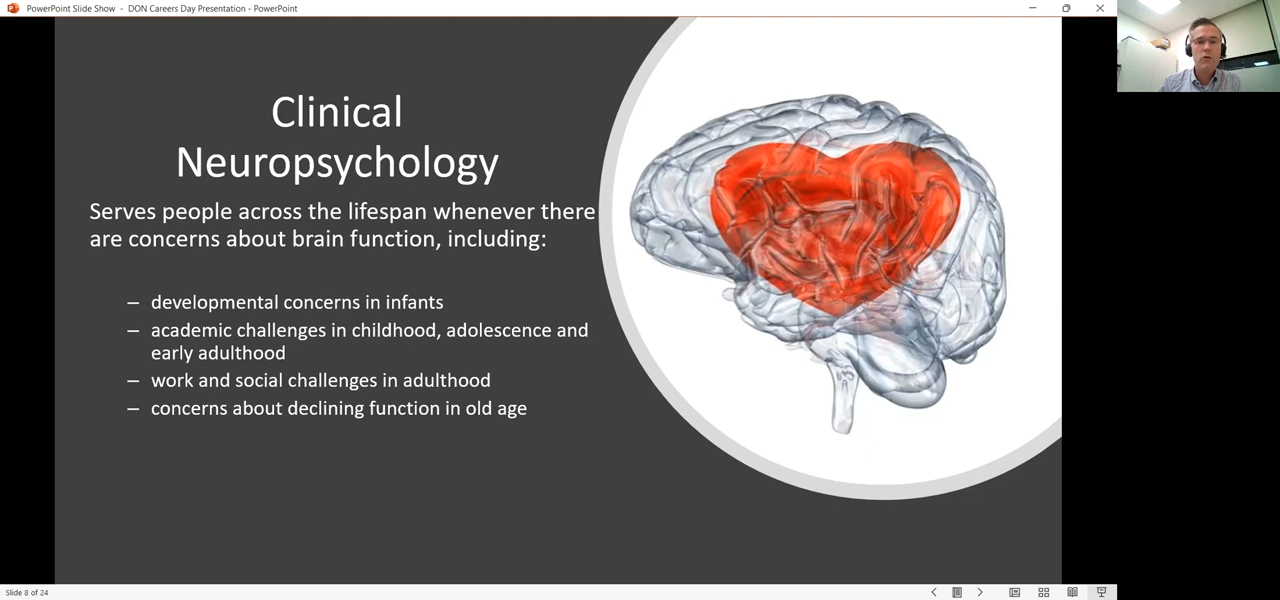 PowerPoint Slide Show - DON Careers Day Presentation - PowerPoint
Clinical
Neuropsychology
Serves people across the lifespan whenever there
are concerns about brain function, including:
– developmental concerns in infants
– academic challenges in childhood, adolescence and
early adulthood
– work and social challenges in adulthood
– concerns about declining function in old age
Slide 8 of 24